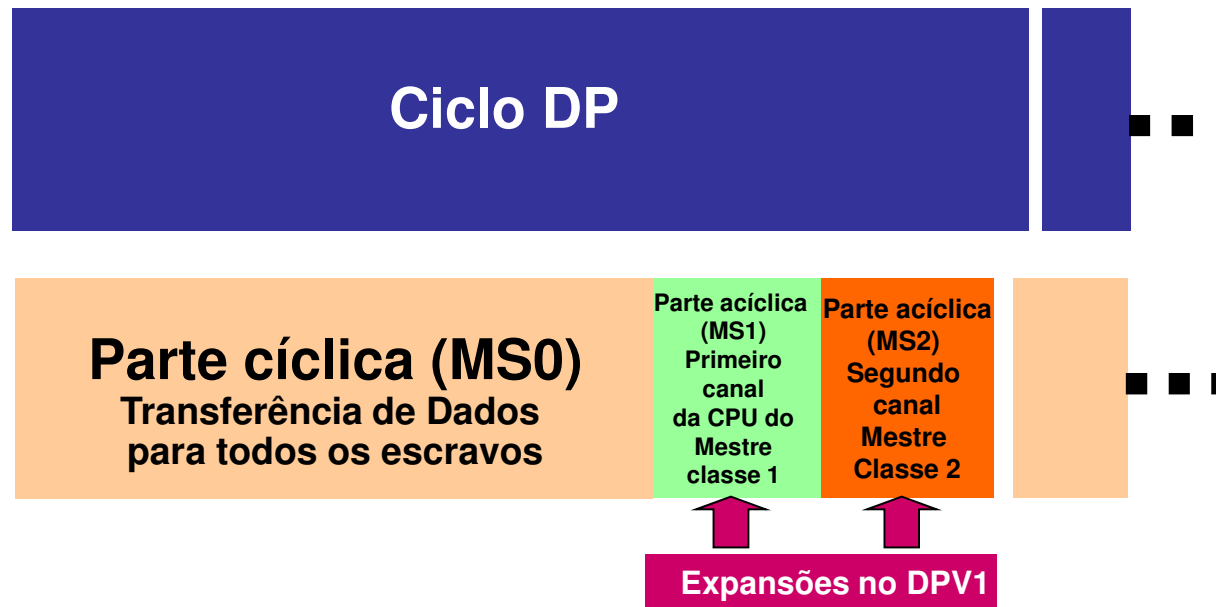 Ciclo DP
Parte cíclica (MS0)
Transferência de Dados
para todos os escravos
Parte acíclica
(MS1)
Primeiro
canal
da CPU do
Mestre
classe 1
Parte acíclica
(MS2)
Segundo
canal
Mestre
Classe 2
Expansões no DPV1